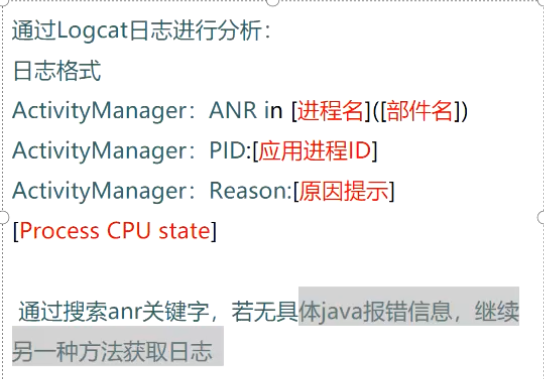 通过Logcat日志进行分析：
日志格式
ActivityManager：ANR in [进程名]([部件名])
ActivityManager：PID:[应用进程ID]
ActivityManager：Reason:[原因提示]
[Process CPU state]
通过搜索anr关键字，若无具体java报错信息，继续
另一种方法获取日志